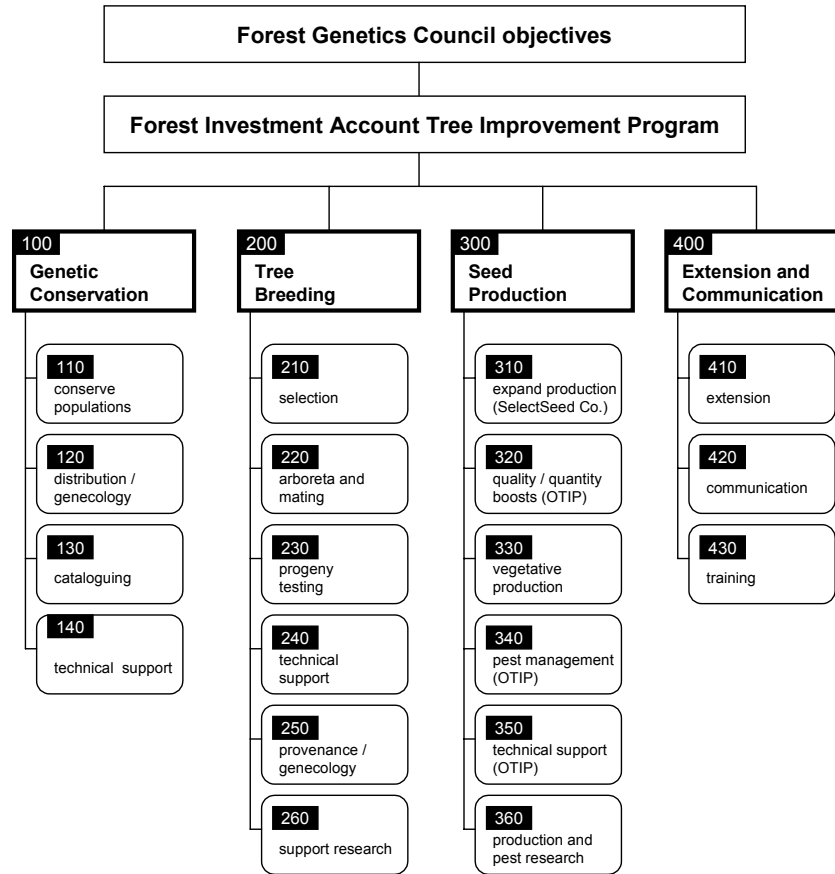 Forest Genetics Council objectives
Forest Investment Account Tree Improvement Program
100
Genetic
Conservation
110
conserve
populations
120
distribution /
genecology
130
cataloguing
140
technical support
200
Tree
Breeding
210
selection
220
arboreta and
mating
230
progeny
testing
240
technical
support
250
provenance /
genecology
260
support research
300
Seed
Production
310
expand production
(SelectSeed Co.)
320
quality / quantity
boosts (OTIP)
330
vegetative
production
340
pest management
(OTIP)
350
technical support
(OTIP)
360
production and
pest research
400
Extension and
Communication
410
extension
420
communication
430
training